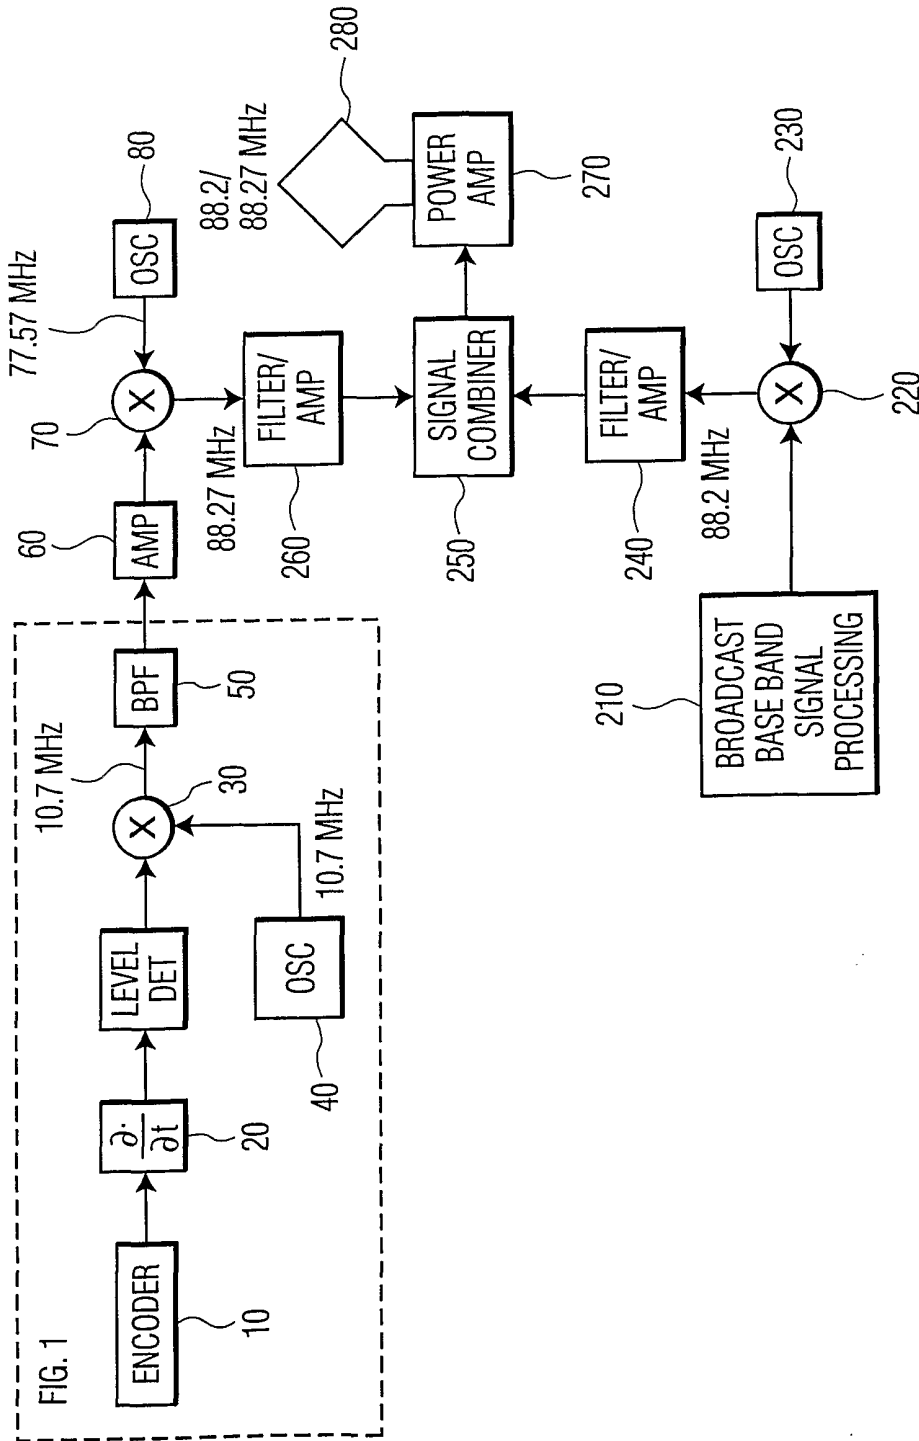 FIG. 1
ENCODER
10
∂·
∂t
20
LEVEL
DET
X
30
10.7 MHz
OSC
40
10.7 MHz
BPF
50
AMP
60
X
70
77.57 MHz
OSC
80
88.27 MHz
FILTER/
AMP
260
SIGNAL
COMBINER
250
POWER
AMP
270
88.2/
88.27 MHz
280
FILTER/
AMP
240
88.2 MHz
X
220
OSC
230
BROADCAST
BASE BAND
SIGNAL
PROCESSING
210